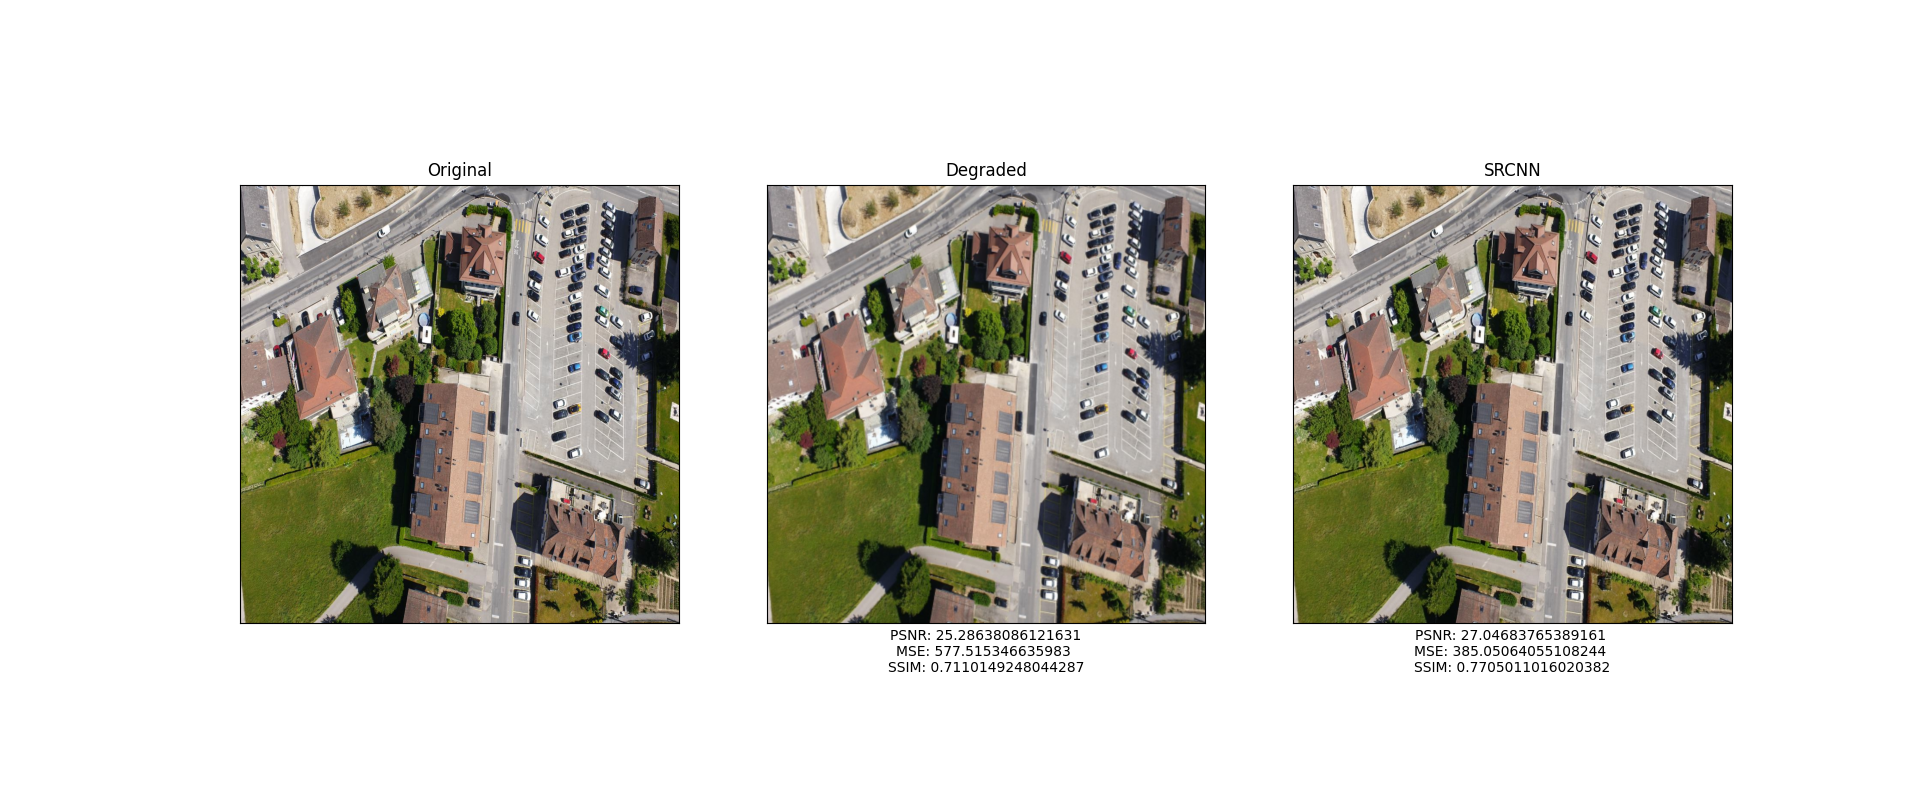 Original
Degraded
SRCNN
PSNR: 25.28638086121631
MSE: 577.515346635983
SSIM: 0.7110149248044287
PSNR: 27.04683765389161
MSE: 385.05064055108244
SSIM: 0.7705011016020382